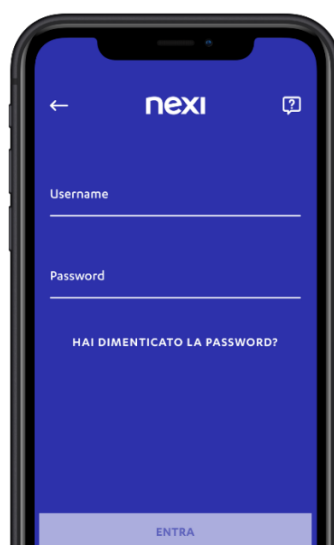 nexi
?
Username
Password
HAI DIMENTICATO LA PASSWORD?
ENTRA